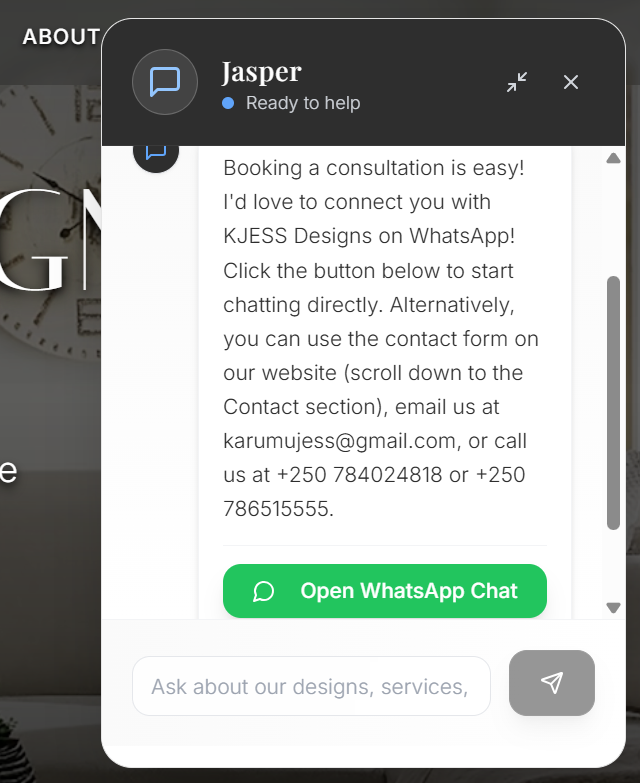 ABOUT
GN
e
Jasper
Ready to help
Booking a consultation is easy!
I'd love to connect you with
KJESS Designs on WhatsApp!
Click the button below to start
chatting directly. Alternatively,
you can use the contact form on
our website (scroll down to the
Contact section), email us at
karumujess@gmail.com, or call
us at +250 784024818 or +250
786515555.
Open WhatsApp Chat
Ask about our designs, services,